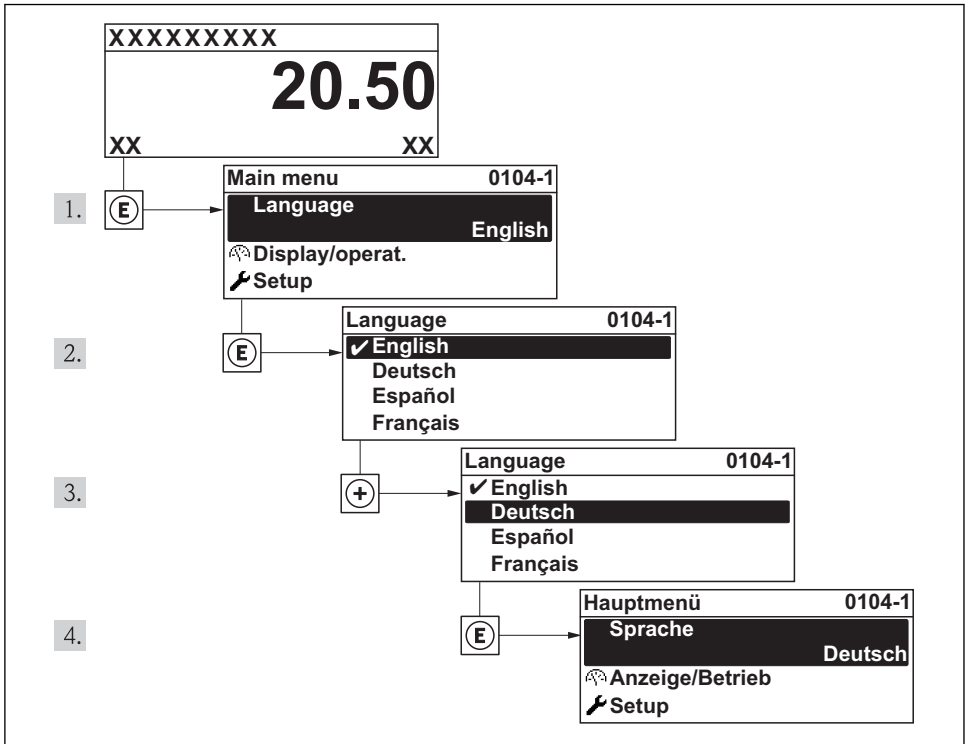 XXXXXXXXX
20.50
XX XX
1.
E
Main menu 0104-1
Language
English
Display/operat.
Setup
2.
E
Language 0104-1
✔ English
Deutsch
Español
Français
3.
+
Language 0104-1
✔ English
Deutsch
Español
Français
4.
E
Hauptmenü 0104-1
Sprache
Deutsch
Anzeige/Betrieb
Setup